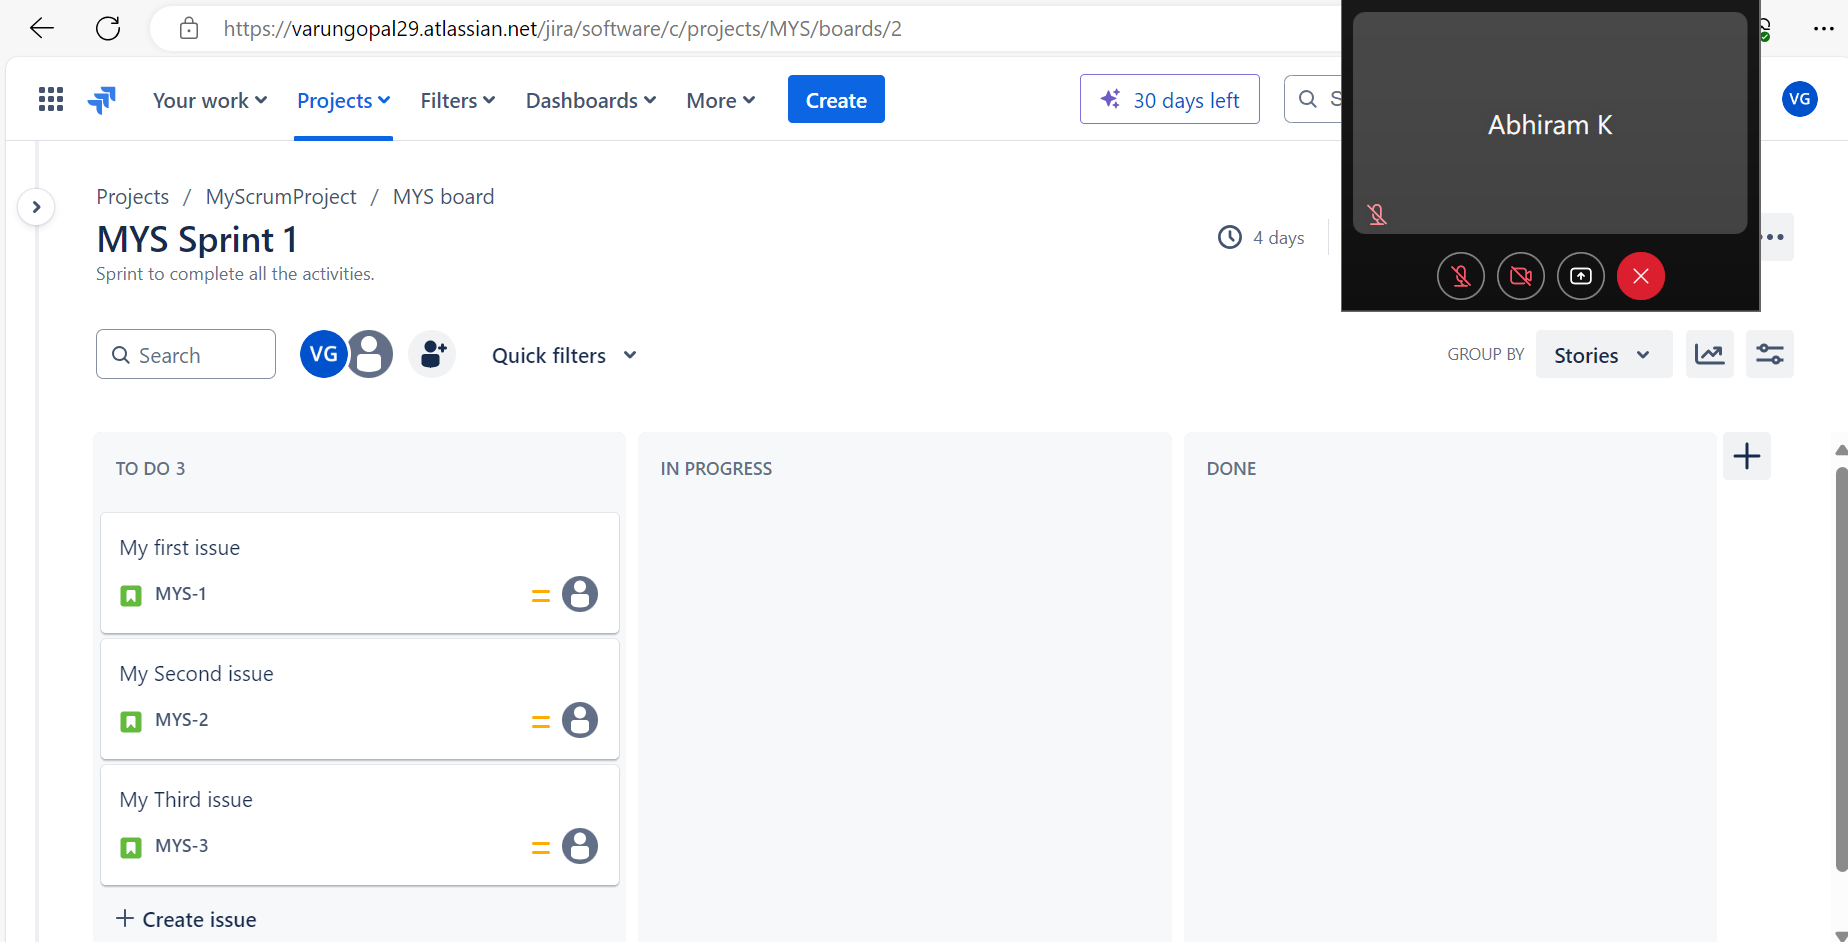 https://varungopal29.atlassian.net/jira/software/c/projects/MYS/boards/2
Your work Projects Filters Dashboards More Create 30 days left S VG
Abhiram K
Projects / MyScrumProject / MYS board
MYS Sprint 1
4 days
Sprint to complete all the activities.
Search VG Quick filters GROUP BY Stories
TO DO 3 IN PROGRESS DONE
My first issue
MYS-1
My Second issue
MYS-2
My Third issue
MYS-3
+ Create issue